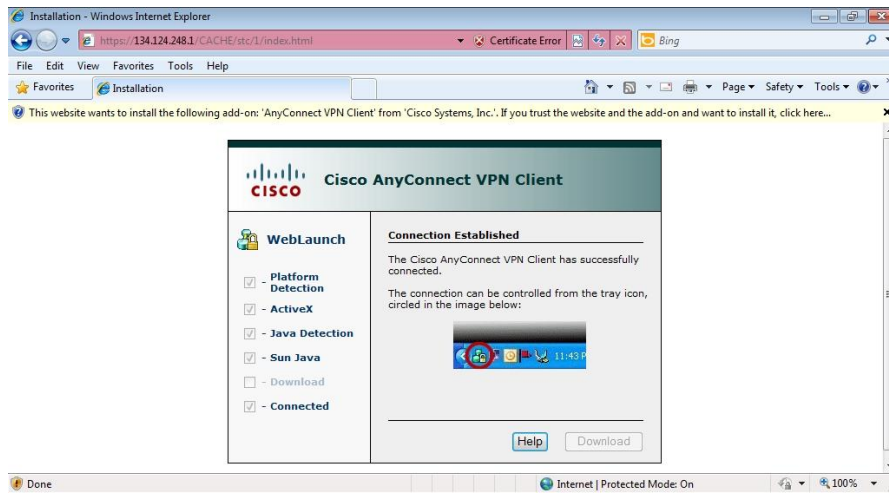 Installation - Windows Internet Explorer
https://134.124.248.1/CACHE/stc/1/index.html
Certificate Error
Bing
File Edit View Favorites Tools Help
Favorites
Installation
Page Safety Tools
This website wants to install the following add-on: 'AnyConnect VPN Client' from 'Cisco Systems, Inc.'. If you trust the website and the add-on and want to install it, click here...
CISCO
Cisco AnyConnect VPN Client
WebLaunch
- Platform
Detection
- ActiveX
- Java Detection
- Sun Java
- Download
- Connected
Connection Established
The Cisco AnyConnect VPN Client has successfully
connected.
The connection can be controlled from the tray icon,
circled in the image below:
11:43 P
Help
Download
Done
Internet | Protected Mode: On
100%